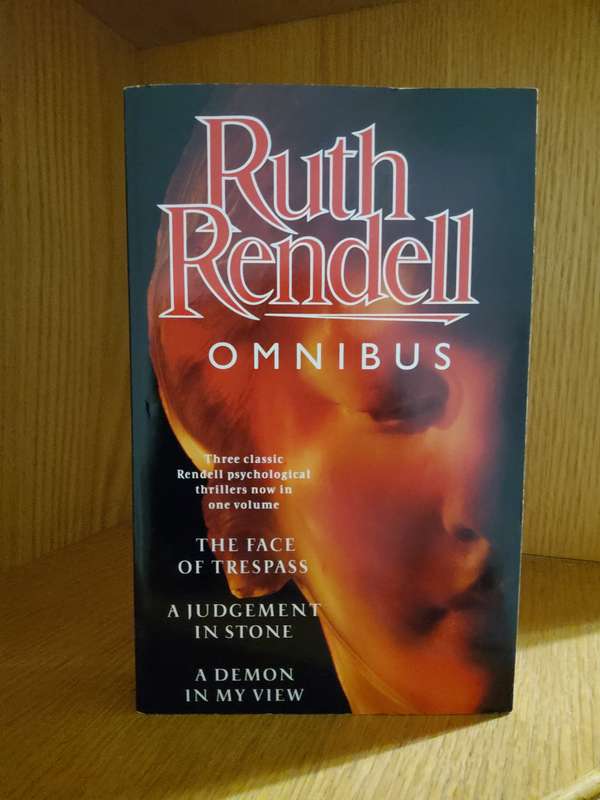 Ruth
Rendell
OMNIBUS
Three classic
Rendell psychological
thrillers now in
one volume
THE FACE
OF TRESPASS
A JUDGEMENT
IN STONE
A DEMON
IN MY VIEW